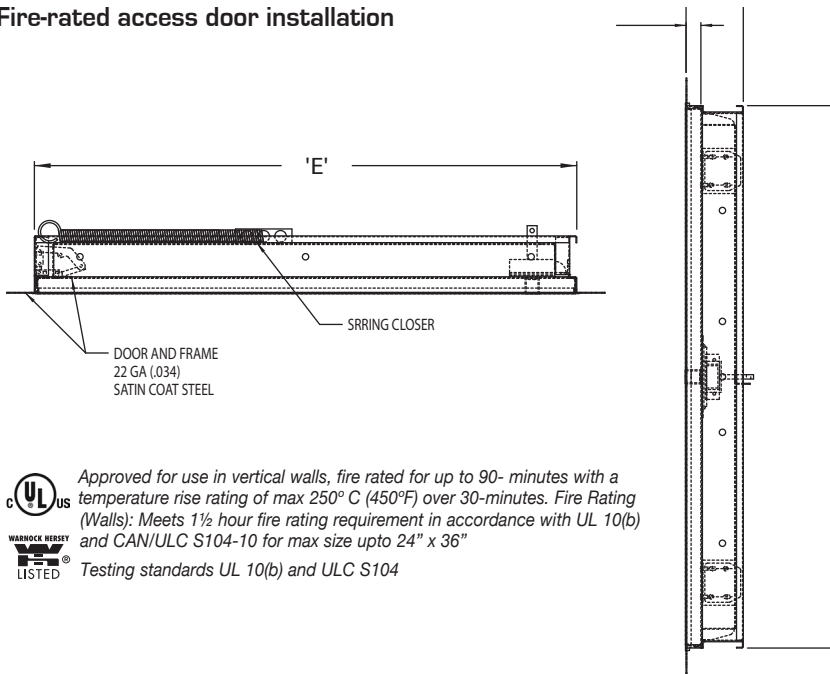 Fire-rated access door installation
'E'
SRRING CLOSER
DOOR AND FRAME
22 GA (.034)
SATIN COAT STEEL
C UL US
Approved for use in vertical walls, fire rated for up to 90- minutes with a
temperature rise rating of max 250º C (450ºF) over 30-minutes. Fire Rating
(Walls): Meets 1½ hour fire rating requirement in accordance with UL 10(b)
and CAN/ULC S104-10 for max size upto 24” x 36”
WARNOCK HERSEY
W H ®
LISTED
Testing standards UL 10(b) and ULC S104